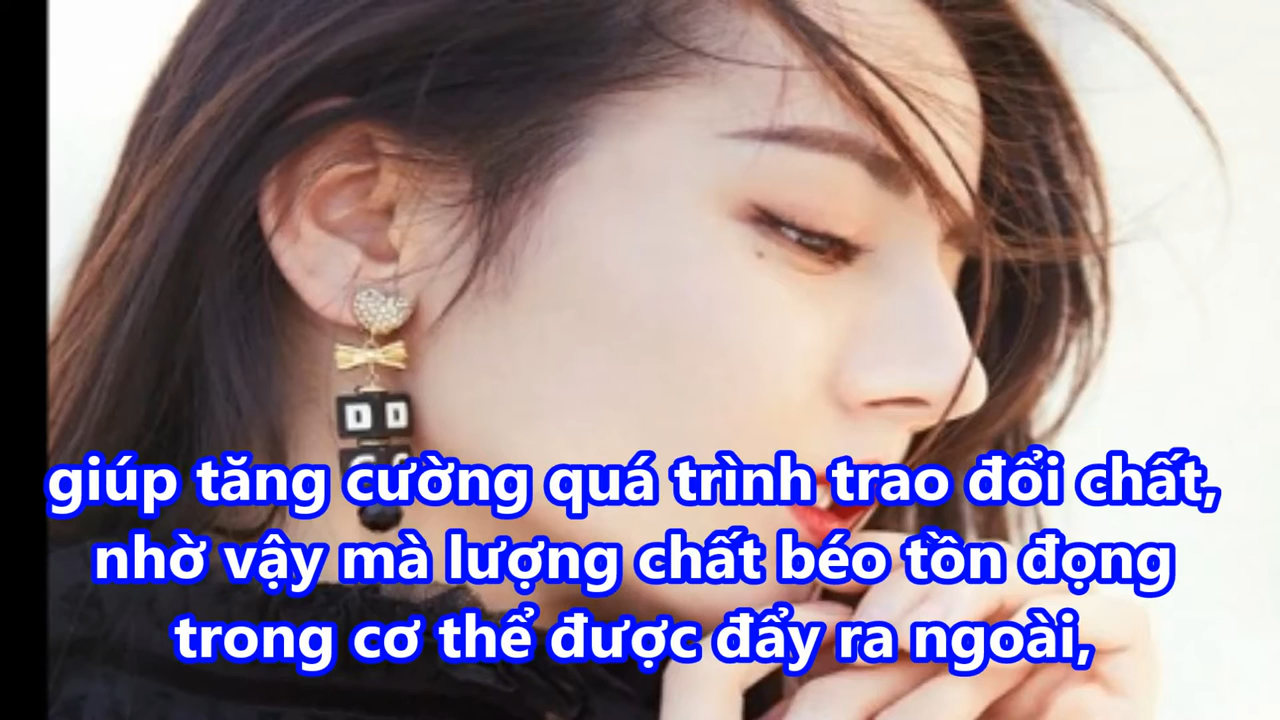 giúp tăng cường quá trình trao đổi chất,
nhờ vậy mà lượng chất béo tồn đọng
trong cơ thể được đẩy ra ngoài,